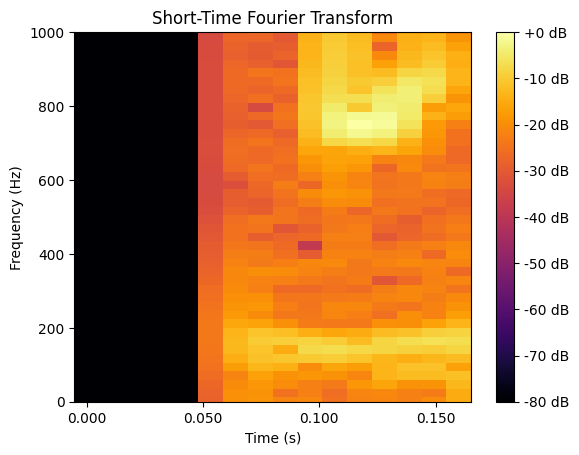 Short-Time Fourier Transform
Frequency (Hz)
1000
800
600
400
200
0
0.000
0.050
0.100
0.150
Time (s)
+0 dB
-10 dB
-20 dB
-30 dB
-40 dB
-50 dB
-60 dB
-70 dB
-80 dB